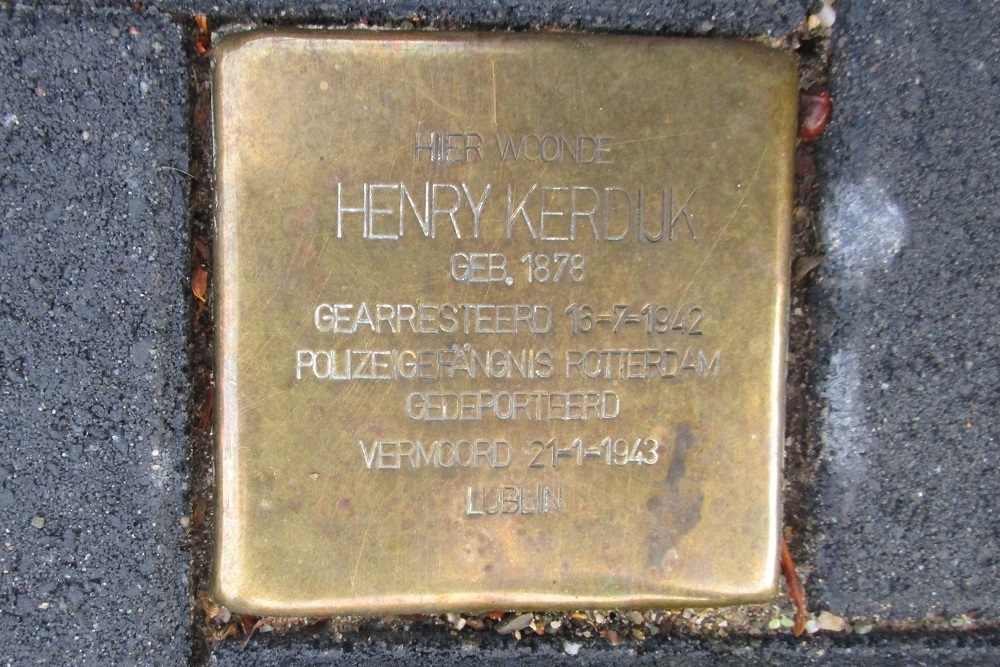 HIER WOONDE
HENRY KERDIJK
GEB. 1878
GEARRESTEERD 16-7-1942
POLIZEIGEFÄNGNIS ROTTERDAM
GEDEPORTEERD
VERMOORD 21-1-1943
LUBLIN